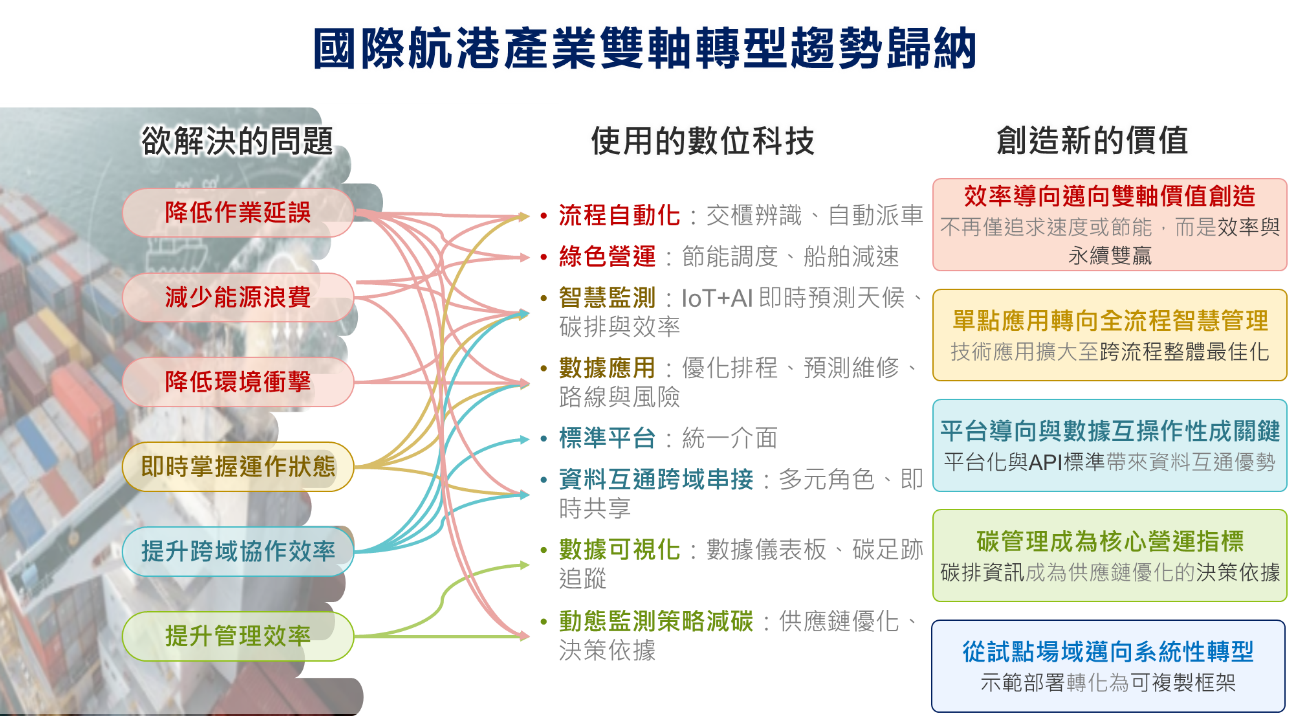 國際航港產業雙軸轉型趨勢歸納
欲解決的問題
降低作業延誤
減少能源浪費
降低環境衝擊
即時掌握運作狀態
提升跨域協作效率
提升管理效率
使用的數位科技
• 流程自動化：交櫃辨識、自動派車
• 綠色營運：節能調度、船舶減速
• 智慧監測：IoT+AI 即時預測天候、
碳排與效率
• 數據應用：優化排程、預測維修、
路線與風險
• 標準平台：統一介面
• 資料互通跨域串接：多元角色、即
時共享
• 數據可視化：數據儀表板、碳足跡
追蹤
• 動態監測策略減碳：供應鏈優化、
決策依據
創造新的價值
效率導向邁向雙軸價值創造
不再僅追求速度或節能，而是效率與
永續雙贏
單點應用轉向全流程智慧管理
技術應用擴大至跨流程整體最佳化
平台導向與數據互操作性成關鍵
平台化與API標準帶來資料互通優勢
碳管理成為核心營運指標
碳排資訊成為供應鏈優化的決策依據
從試點場域邁向系統性轉型
示範部署轉化為可複製框架